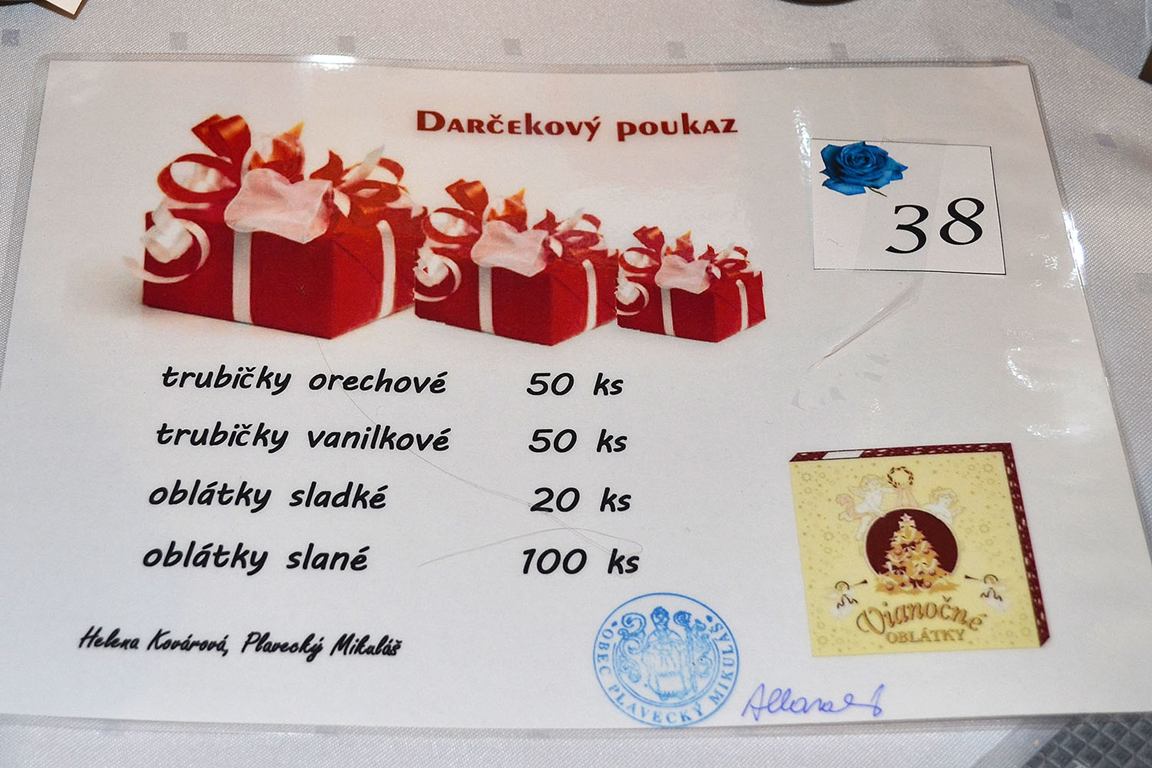 Darčekový poukaz
38
trubičky orechové 50 ks
trubičky vanilkové 50 ks
oblátky sladké 20 ks
oblátky slané 100 ks
Helena Kovárová, Plavecký Mikuláš
OBEC PLAVECKÝ MIKULÁŠ
Vianočné
OBLÁTKY